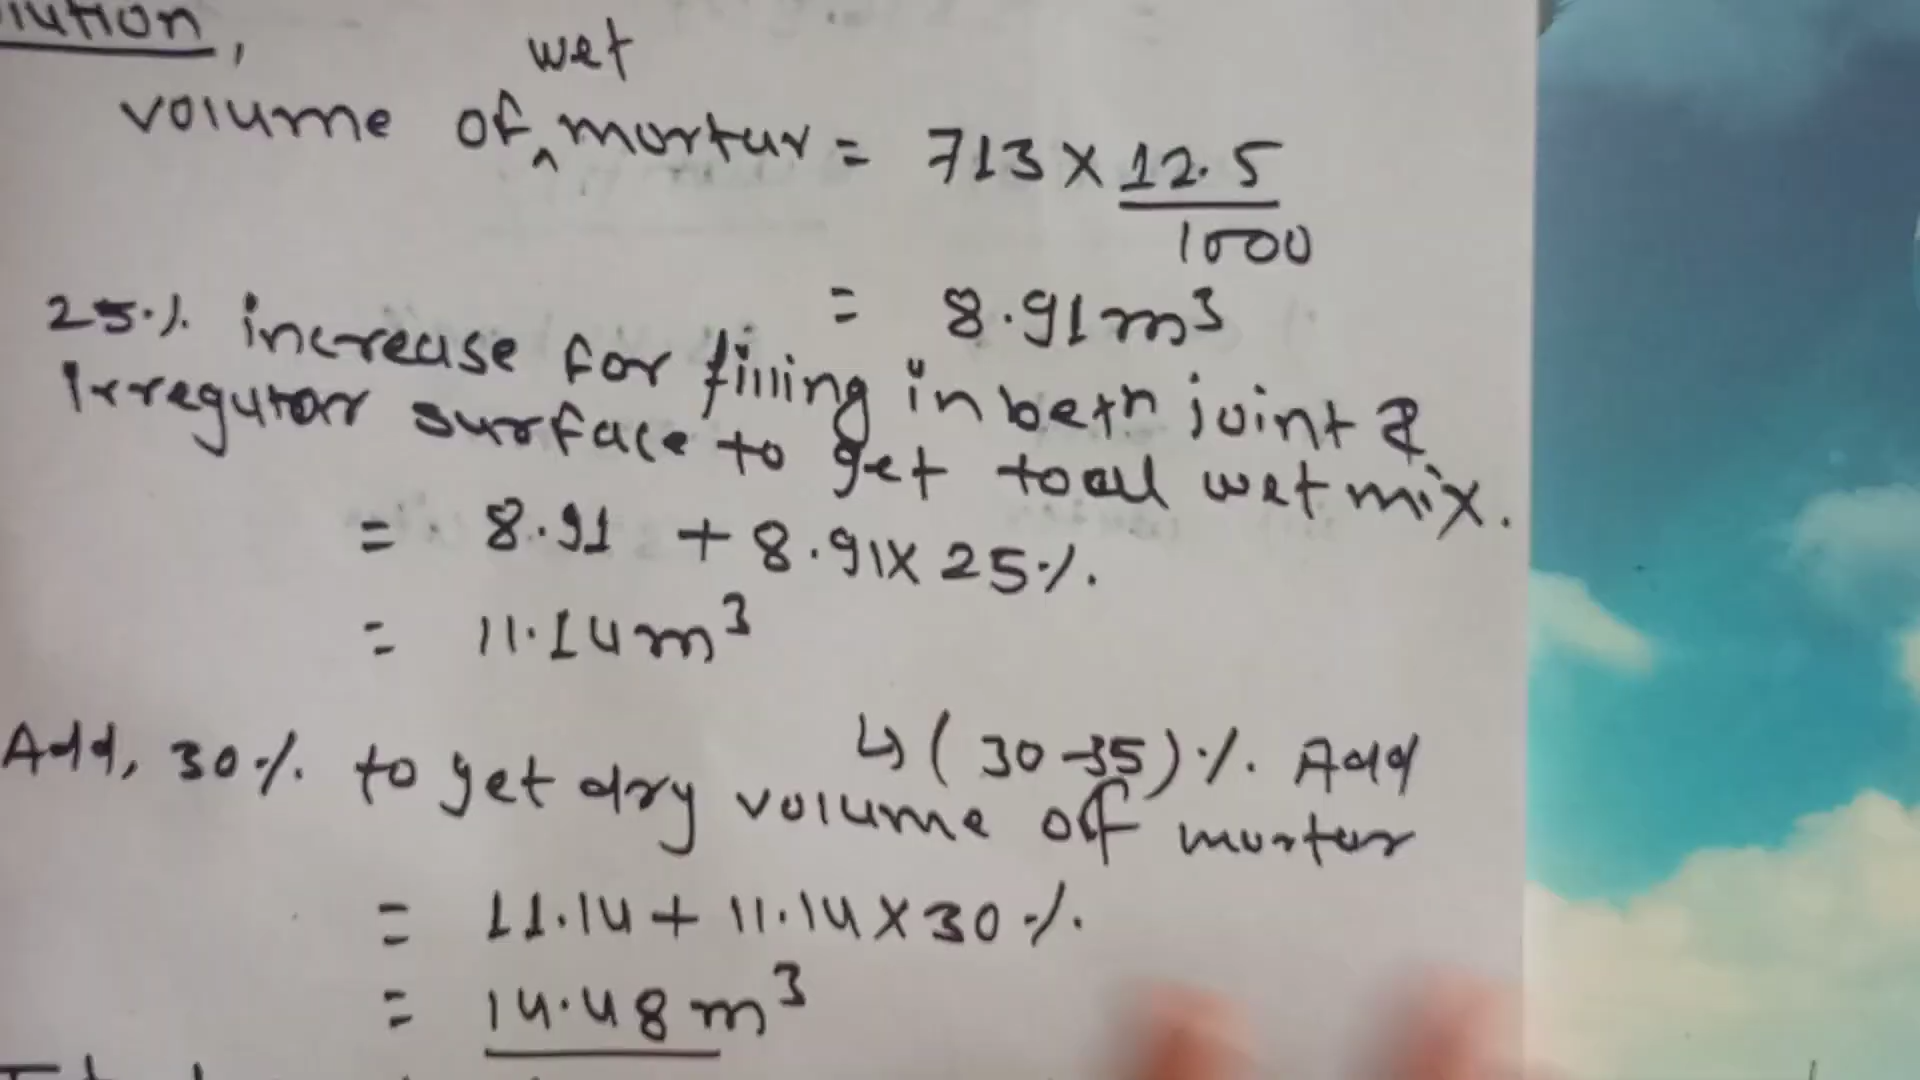 lution,
wet
volume of ^ mortar = 713 × 12.5
1000
= 8.91 m³
25% increase for filling in betn joint &
Irregular surface to get toall wet mix.
= 8.91 + 8.91 × 25%.
= 11.14 m³
↳ (30-35)%. Add
Add, 30%. to get dry volume of mortar
= 11.14 + 11.14 × 30%.
= 14.48 m³